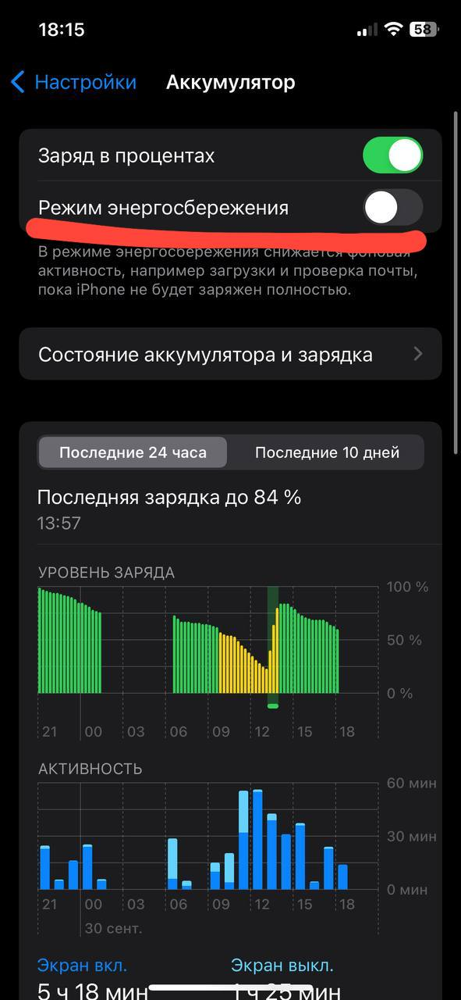 18:15
58
Настройки
Аккумулятор
Заряд в процентах
Режим энергосбережения
В режиме энергосбережения снижается фоновая
активность, например загрузки и проверка почты,
пока iPhone не будет заряжен полностью.
Состояние аккумулятора и зарядка
Последние 24 часа
Последние 10 дней
Последняя зарядка до 84 %
13:57
УРОВЕНЬ ЗАРЯДА
100 %
50 %
0 %
21 00 03 06 09 12 15 18
АКТИВНОСТЬ
60 мин
30 мин
0 мин
21 00 03 06 09 12 15 18
30 сент.
Экран вкл. Экран выкл.
5 ч 18 мин 1 ч 25 мин